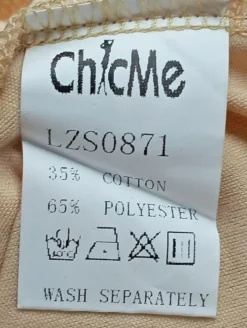 ChicMe
LZS0871
35% COTTON
65% POLYESTER
WASH SEPARATELY